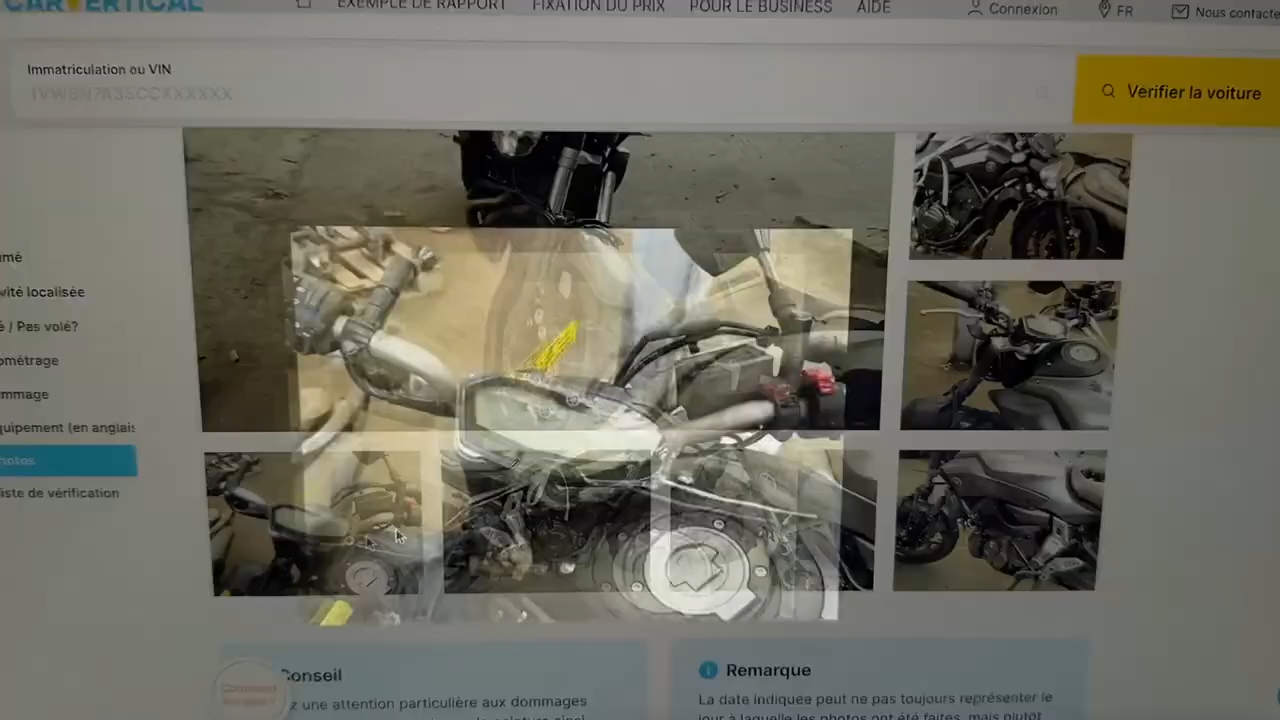 CARVERTICAL
EXEMPLE DE RAPPORT
FIXATION DU PRIX
POUR LE BUSINESS
AIDE
Connexion
FR
Nous contacte
Immatriculation ou VIN
Vérifier la voiture
umé
vité localisée
é / Pas volé?
ométrage
mmage
quipement (en anglais
hotos
iste de vérification
Conseil
z une attention particulière aux dommages
Remarque
La date indiquée peut ne pas toujours représenter le
jour à laquelle les photos ont été faites, mais plutôt